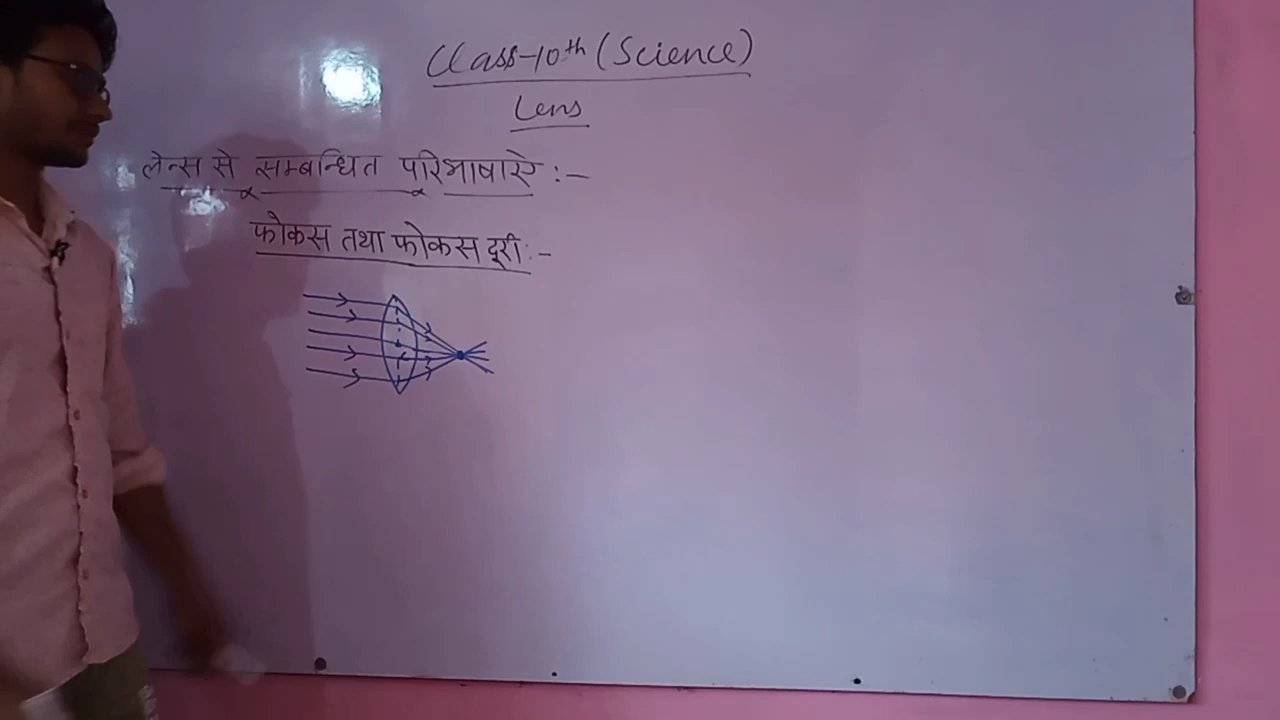 Class-10th (Science)
Lens
लेन्स से सम्बन्धित परिभाषाऐ :-
फोकस तथा फोकस दूरी :-